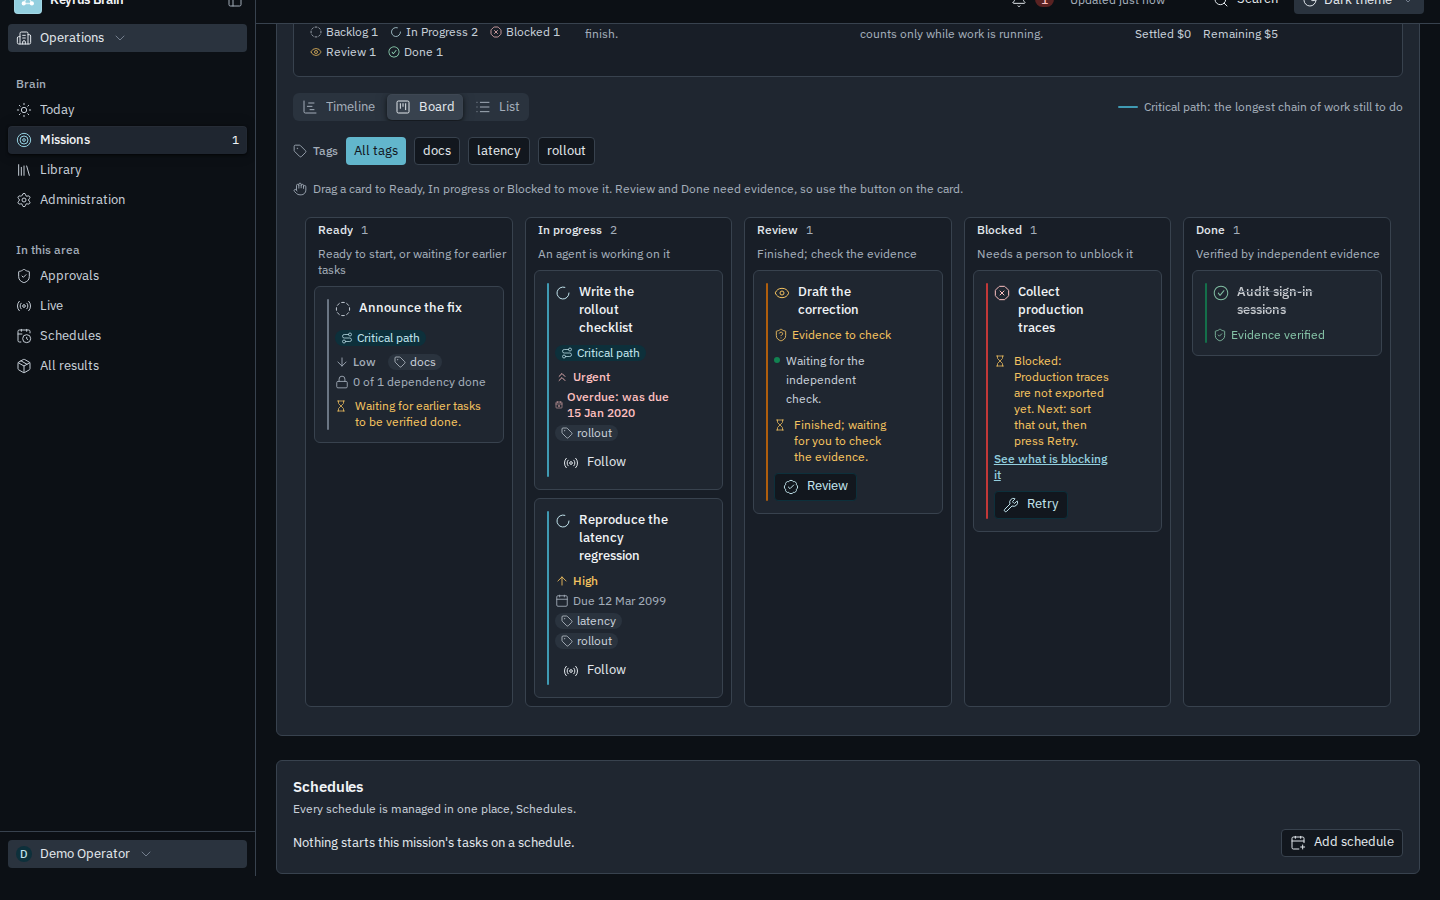 Keyfus Brain
1
Updated just now
Search
Dark theme
Operations
Brain
Today
Missions 1
Library
Administration
In this area
Approvals
Live
Schedules
All results
D Demo Operator
Backlog 1 In Progress 2 Blocked 1
Review 1 Done 1
finish.
counts only while work is running.
Settled $0 Remaining $5
Timeline Board List
Critical path: the longest chain of work still to do
Tags All tags docs latency rollout
Drag a card to Ready, In progress or Blocked to move it. Review and Done need evidence, so use the button on the card.
Ready 1
Ready to start, or waiting for earlier
tasks
Announce the fix
Critical path
Low docs
0 of 1 dependency done
Waiting for earlier tasks
to be verified done.
In progress 2
An agent is working on it
Write the
rollout
checklist
Critical path
Urgent
Overdue: was due
15 Jan 2020
rollout
Follow
Reproduce the
latency
regression
High
Due 12 Mar 2099
latency
rollout
Follow
Review 1
Finished; check the evidence
Draft the
correction
Evidence to check
Waiting for the
independent
check.
Finished; waiting
for you to check
the evidence.
Review
Blocked 1
Needs a person to unblock it
Collect
production
traces
Blocked:
Production traces
are not exported
yet. Next: sort
that out, then
press Retry.
See what is blocking
it
Retry
Done 1
Verified by independent evidence
Audit sign-in
sessions
Evidence verified
Schedules
Every schedule is managed in one place, Schedules.
Nothing starts this mission's tasks on a schedule.
Add schedule